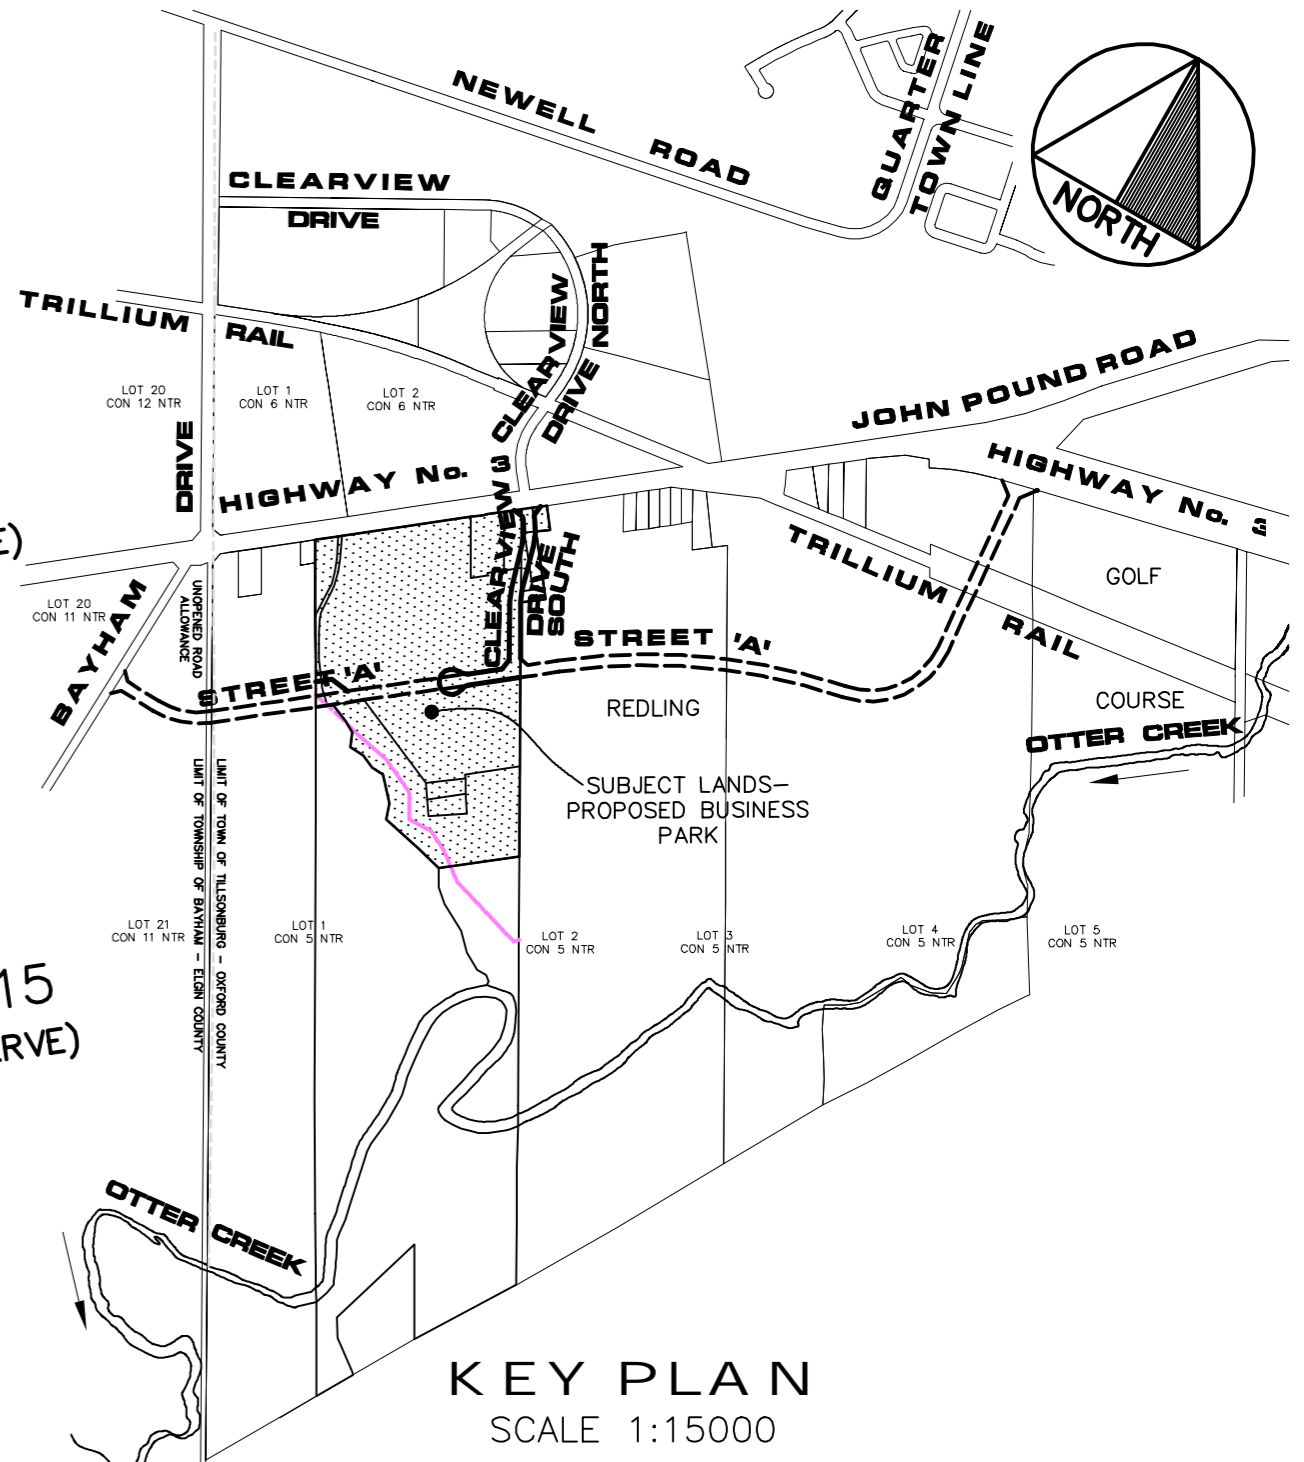 NEWELL ROAD
QUARTER
TOWN LINE
NORTH
CLEARVIEW
DRIVE
TRILLIUM RAIL
CLEARVIEW
DRIVE NORTH
JOHN POUND ROAD
LOT 20
CON 12 NTR
LOT 1
CON 6 NTR
LOT 2
CON 6 NTR
DRIVE
HIGHWAY No. 3
HIGHWAY No. 3
E)
CLEARVIEW
DRIVE
SOUTH
TRILLIUM RAIL
GOLF
COURSE
LOT 20
CON 11 NTR
BAYHAM
UNOPENED ROAD
ALLOWANCE
STREET 'A'
STREET 'A'
REDLING
OTTER CREEK
SUBJECT LANDS–
PROPOSED BUSINESS
PARK
LIMIT OF TOWN OF TILLSONBURG – OXFORD COUNTY
LIMIT OF TOWNSHIP OF BAYHAM – ELGIN COUNTY
LOT 21
CON 11 NTR
LOT 1
CON 5 NTR
LOT 2
CON 5 NTR
LOT 3
CON 5 NTR
LOT 4
CON 5 NTR
LOT 5
CON 5 NTR
15
RVE)
OTTER CREEK
KEY PLAN
SCALE 1:15000